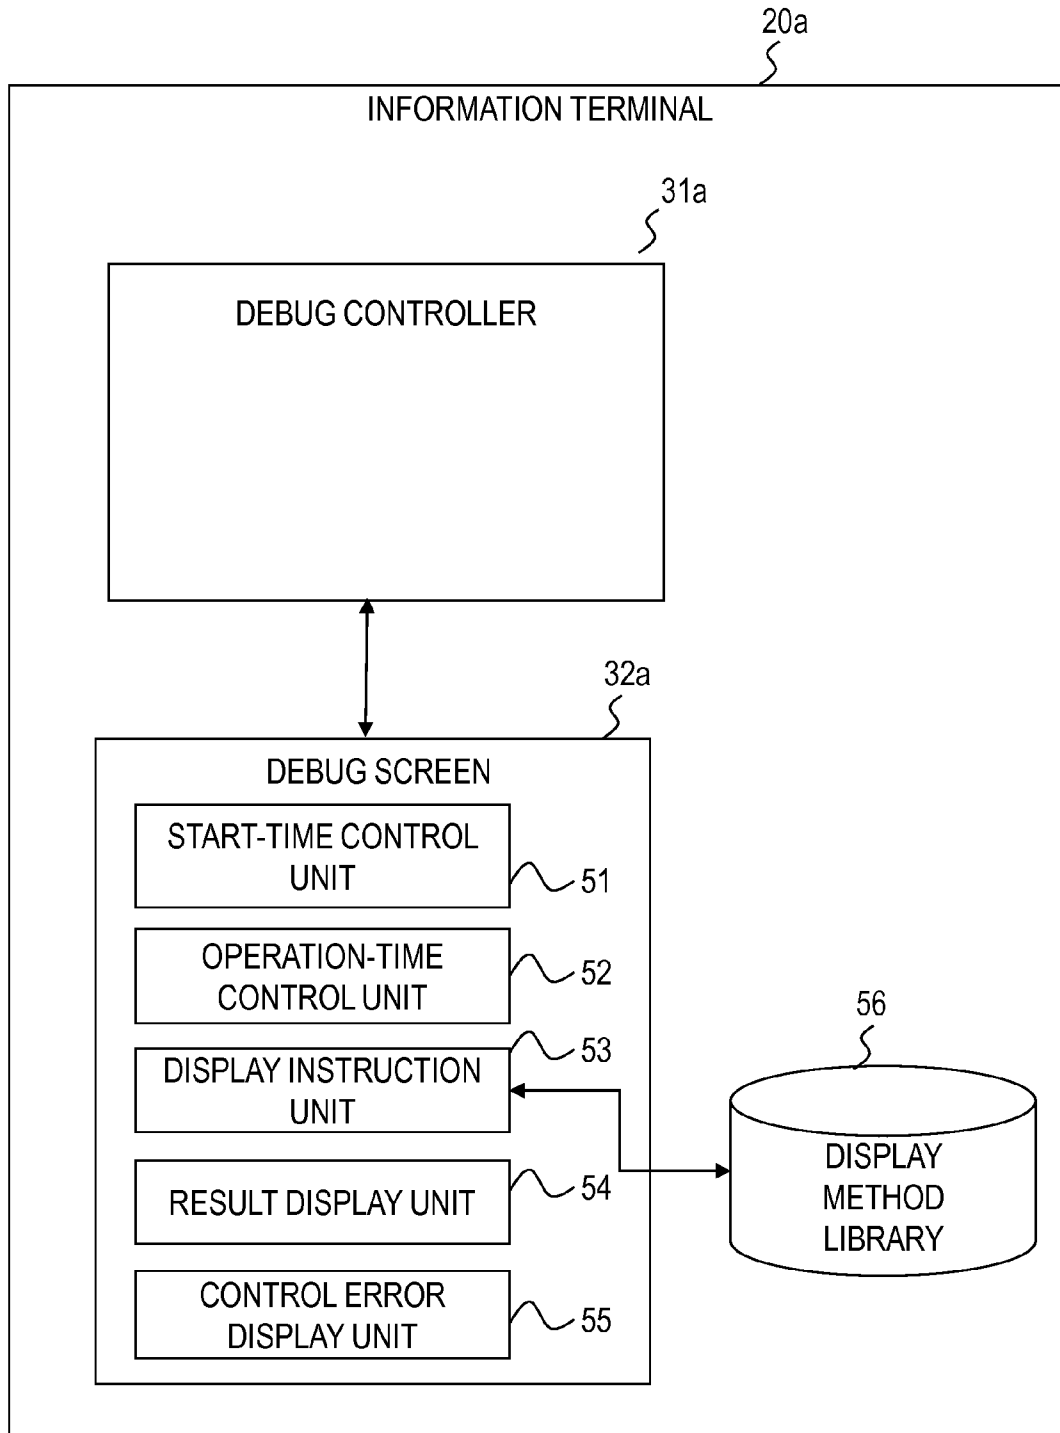 20a
INFORMATION TERMINAL
31a
DEBUG CONTROLLER
32a
DEBUG SCREEN
START-TIME CONTROL
UNIT
51
OPERATION-TIME
CONTROL UNIT
52
DISPLAY INSTRUCTION
UNIT
53
RESULT DISPLAY UNIT
54
CONTROL ERROR
DISPLAY UNIT
55
56
DISPLAY
METHOD
LIBRARY